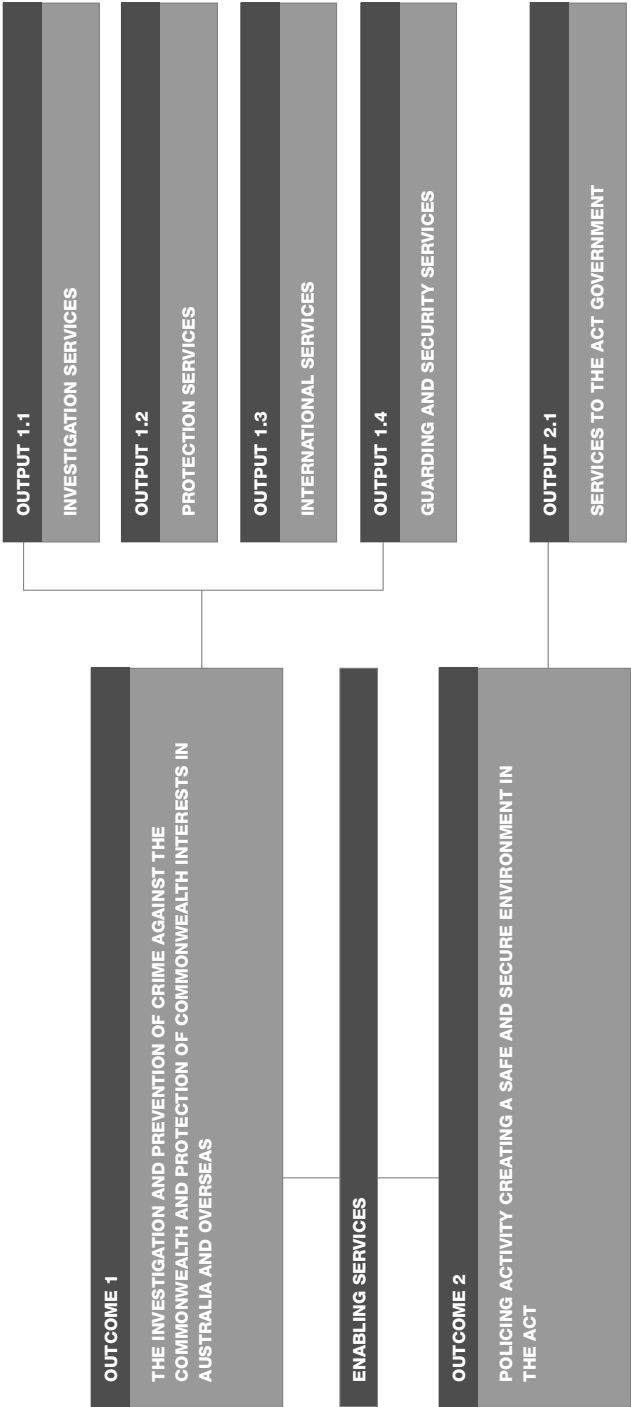 OUTCOME 1
THE INVESTIGATION AND PREVENTION OF CRIME AGAINST THE
COMMONWEALTH AND PROTECTION OF COMMONWEALTH INTERESTS IN
AUSTRALIA AND OVERSEAS
ENABLING SERVICES
OUTCOME 2
POLICING ACTIVITY CREATING A SAFE AND SECURE ENVIRONMENT IN
THE ACT
OUTPUT 1.1
INVESTIGATION SERVICES
OUTPUT 1.2
PROTECTION SERVICES
OUTPUT 1.3
INTERNATIONAL SERVICES
OUTPUT 1.4
GUARDING AND SECURITY SERVICES
OUTPUT 2.1
SERVICES TO THE ACT GOVERNMENT